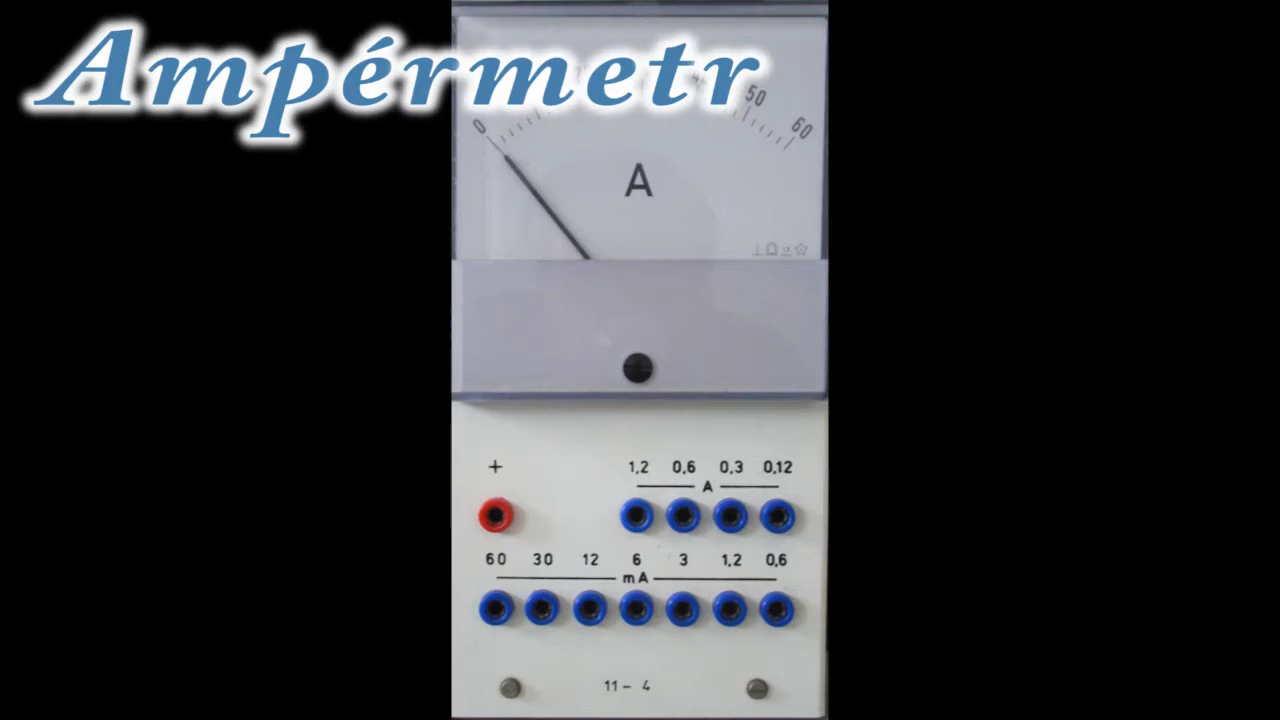 Ampérmetr
0 50 60
A
+ 1,2 0,6 0,3 0,12
A
60 30 12 6 3 1,2 0,6
mA
11 - 4